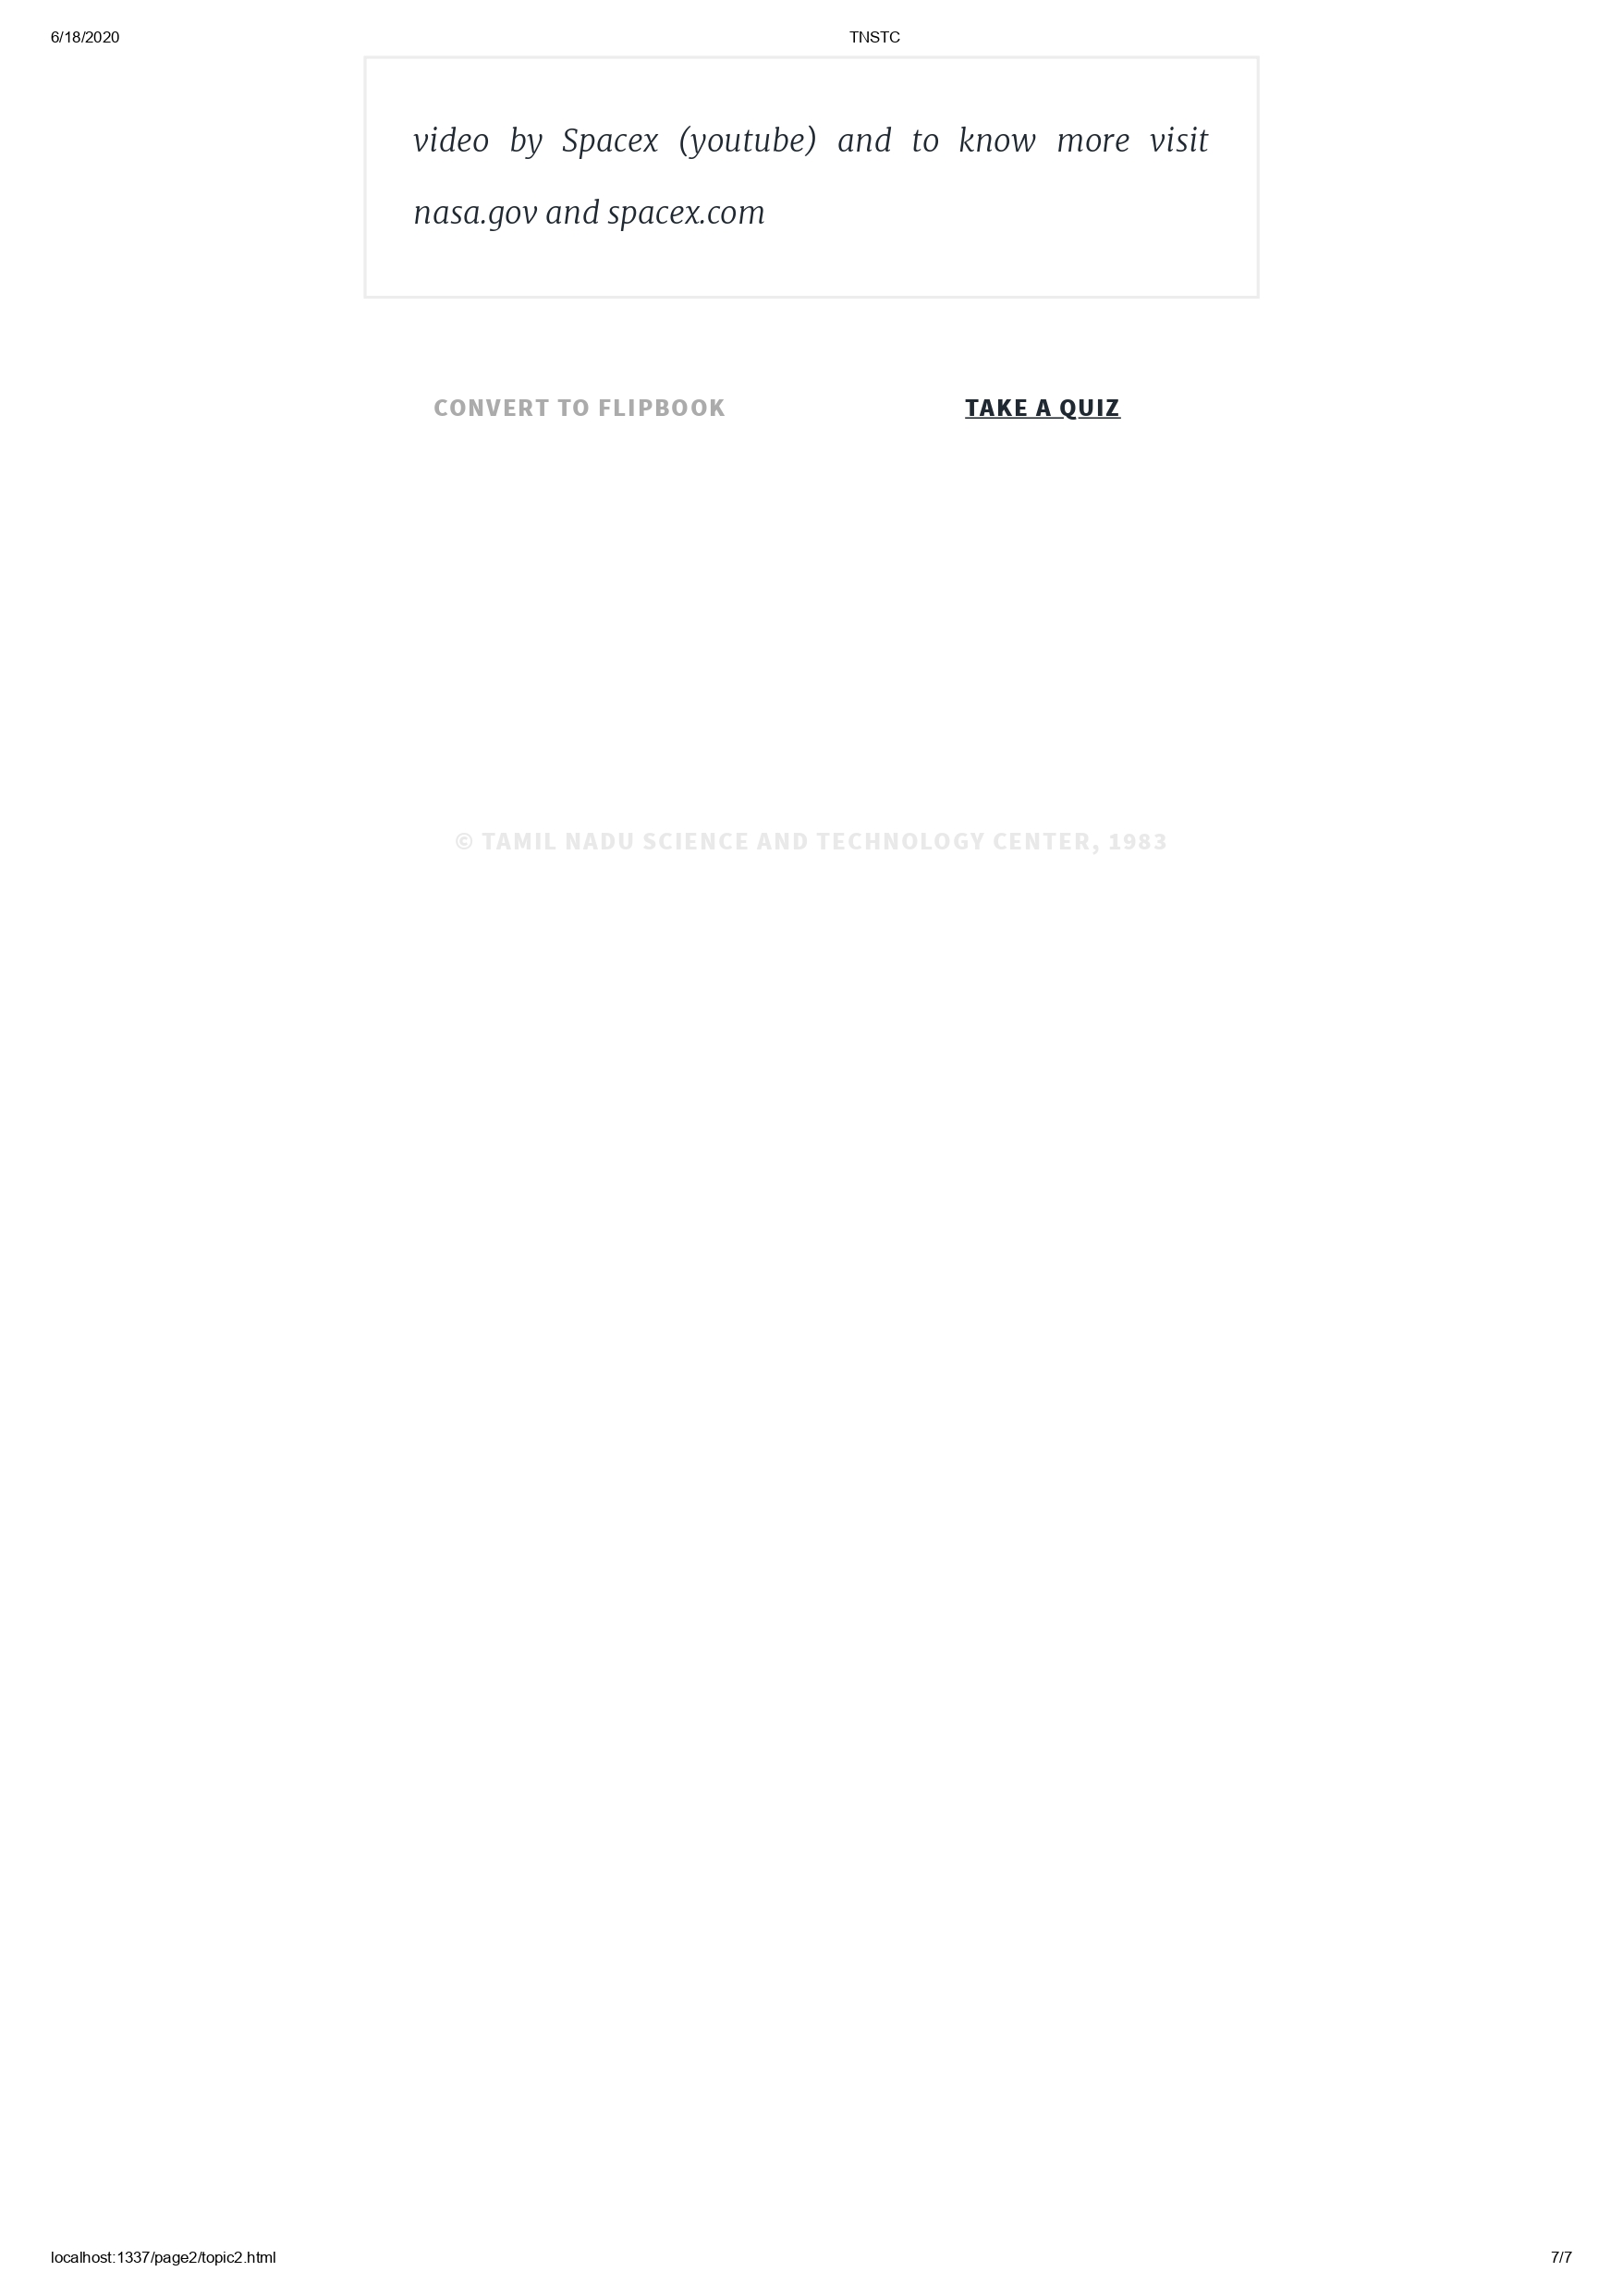 6/18/2020 TNSTC
video by Spacex (youtube) and to know more visit
nasa.gov and spacex.com
CONVERT TO FLIPBOOK TAKE A QUIZ
© TAMIL NADU SCIENCE AND TECHNOLOGY CENTER, 1983
localhost:1337/page2/topic2.html 7/7